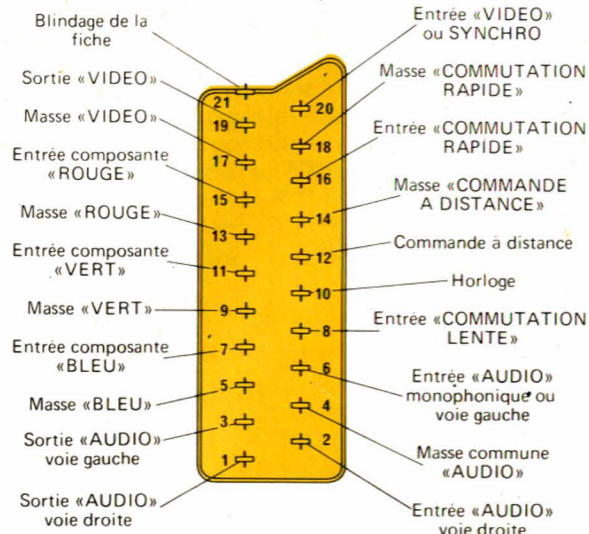 Blindage de la
fiche
Sortie «VIDEO»
Masse «VIDEO»
Entrée composante
«ROUGE»
Masse «ROUGE»
Entrée composante
«VERT»
Masse «VERT»
Entrée composante
«BLEU»
Masse «BLEU»
Sortie «AUDIO»
voie gauche
Sortie «AUDIO»
voie droite
21
19
17
15
13
11
9
7
5
3
1
20
18
16
14
12
10
8
6
4
2
Entrée «VIDEO»
ou SYNCHRO
Masse «COMMUTATION
RAPIDE»
Entrée «COMMUTATION
RAPIDE»
Masse «COMMANDE
A DISTANCE»
Commande à distance
Horloge
Entrée «COMMUTATION
LENTE»
Entrée «AUDIO»
monophonique ou
voie gauche
Masse commune
«AUDIO»
Entrée «AUDIO»
voie droite